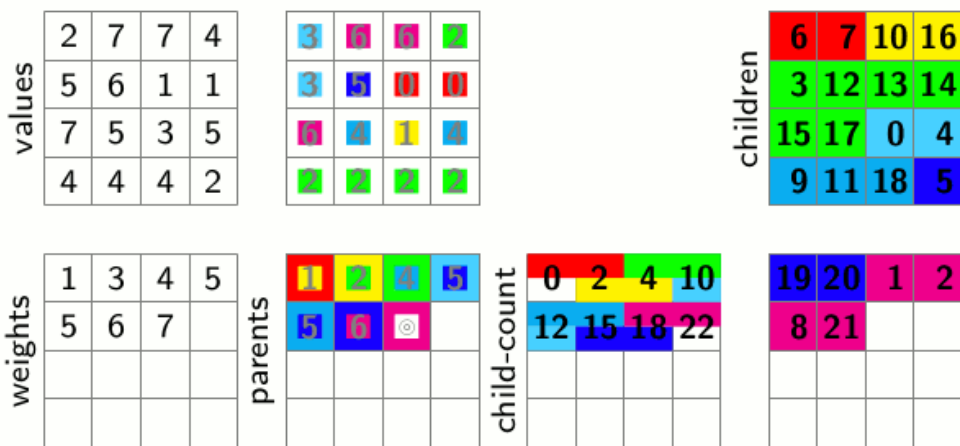 values
2 7 7 4
5 6 1 1
7 5 3 5
4 4 4 2
3 6 6 2
3 5 0 0
6 4 1 4
2 2 2 2
children
6 7 10 16
3 12 13 14
15 17 0 4
9 11 18 5
weights
1 3 4 5
5 6 7
parents
1 2 4 5
5 6 ◎
child-count
0 2 4 10
12 15 18 22
19 20 1 2
8 21